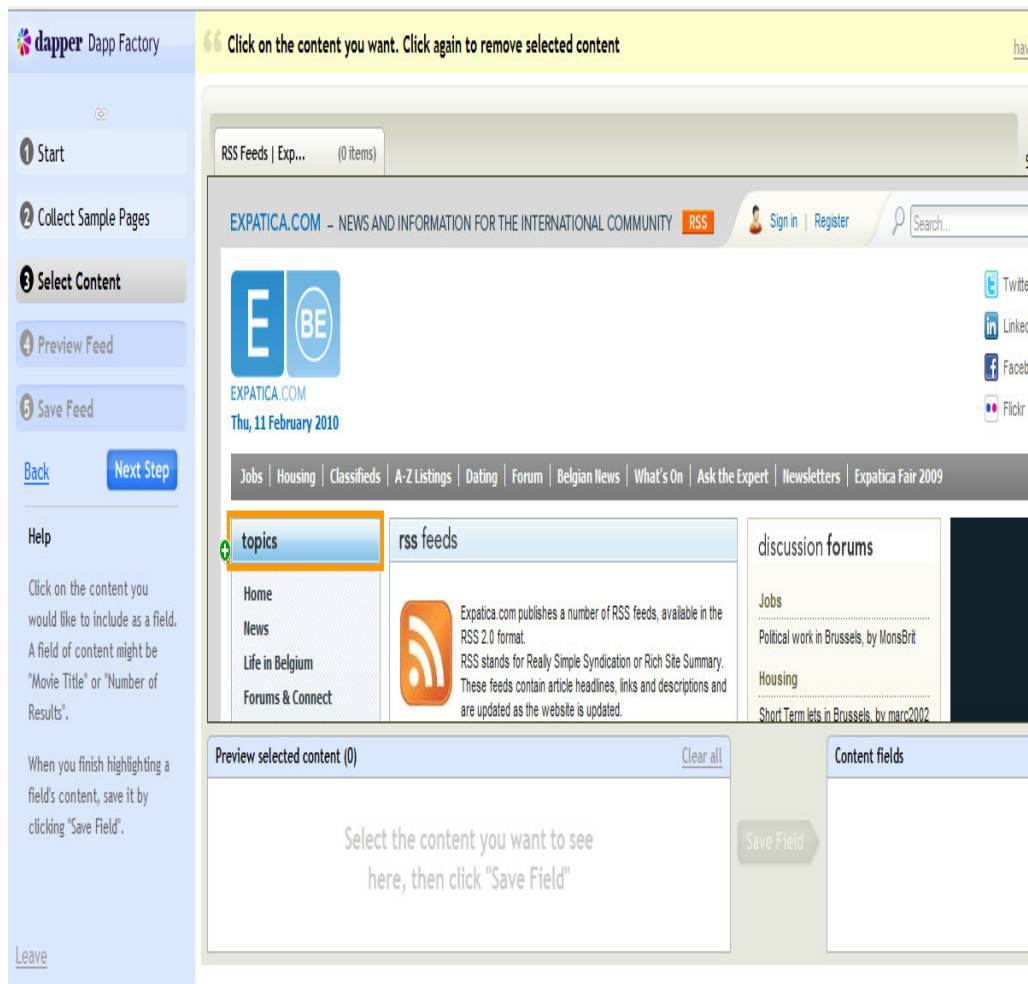 dapper Dapp Factory
Click on the content you want. Click again to remove selected content
1 Start
2 Collect Sample Pages
3 Select Content
4 Preview Feed
5 Save Feed
Back
Next Step
Help
Click on the content you
would like to include as a field.
A field of content might be
"Movie Title" or "Number of
Results".
When you finish highlighting a
field's content, save it by
clicking "Save Field".
Leave
RSS Feeds | Exp... (0 items)
EXPATICA.COM – NEWS AND INFORMATION FOR THE INTERNATIONAL COMMUNITY RSS
Sign in | Register
Search...
E BE
EXPATICA.COM
Thu, 11 February 2010
Flickr
Jobs | Housing | Classifieds | A-Z Listings | Dating | Forum | Belgian News | What's On | Ask the Expert | Newsletters | Expatica Fair 2009
topics
Home
News
Life in Belgium
Forums & Connect
rss feeds
Expatica.com publishes a number of RSS feeds, available in the
RSS 2.0 format.
RSS stands for Really Simple Syndication or Rich Site Summary.
These feeds contain article headlines, links and descriptions and
are updated as the website is updated.
discussion forums
Jobs
Political work in Brussels, by MonsBrit
Housing
Short Term lets in Brussels, by marc2002
Preview selected content (0)
Clear all
Select the content you want to see
here, then click "Save Field"
Save Field
Content fields